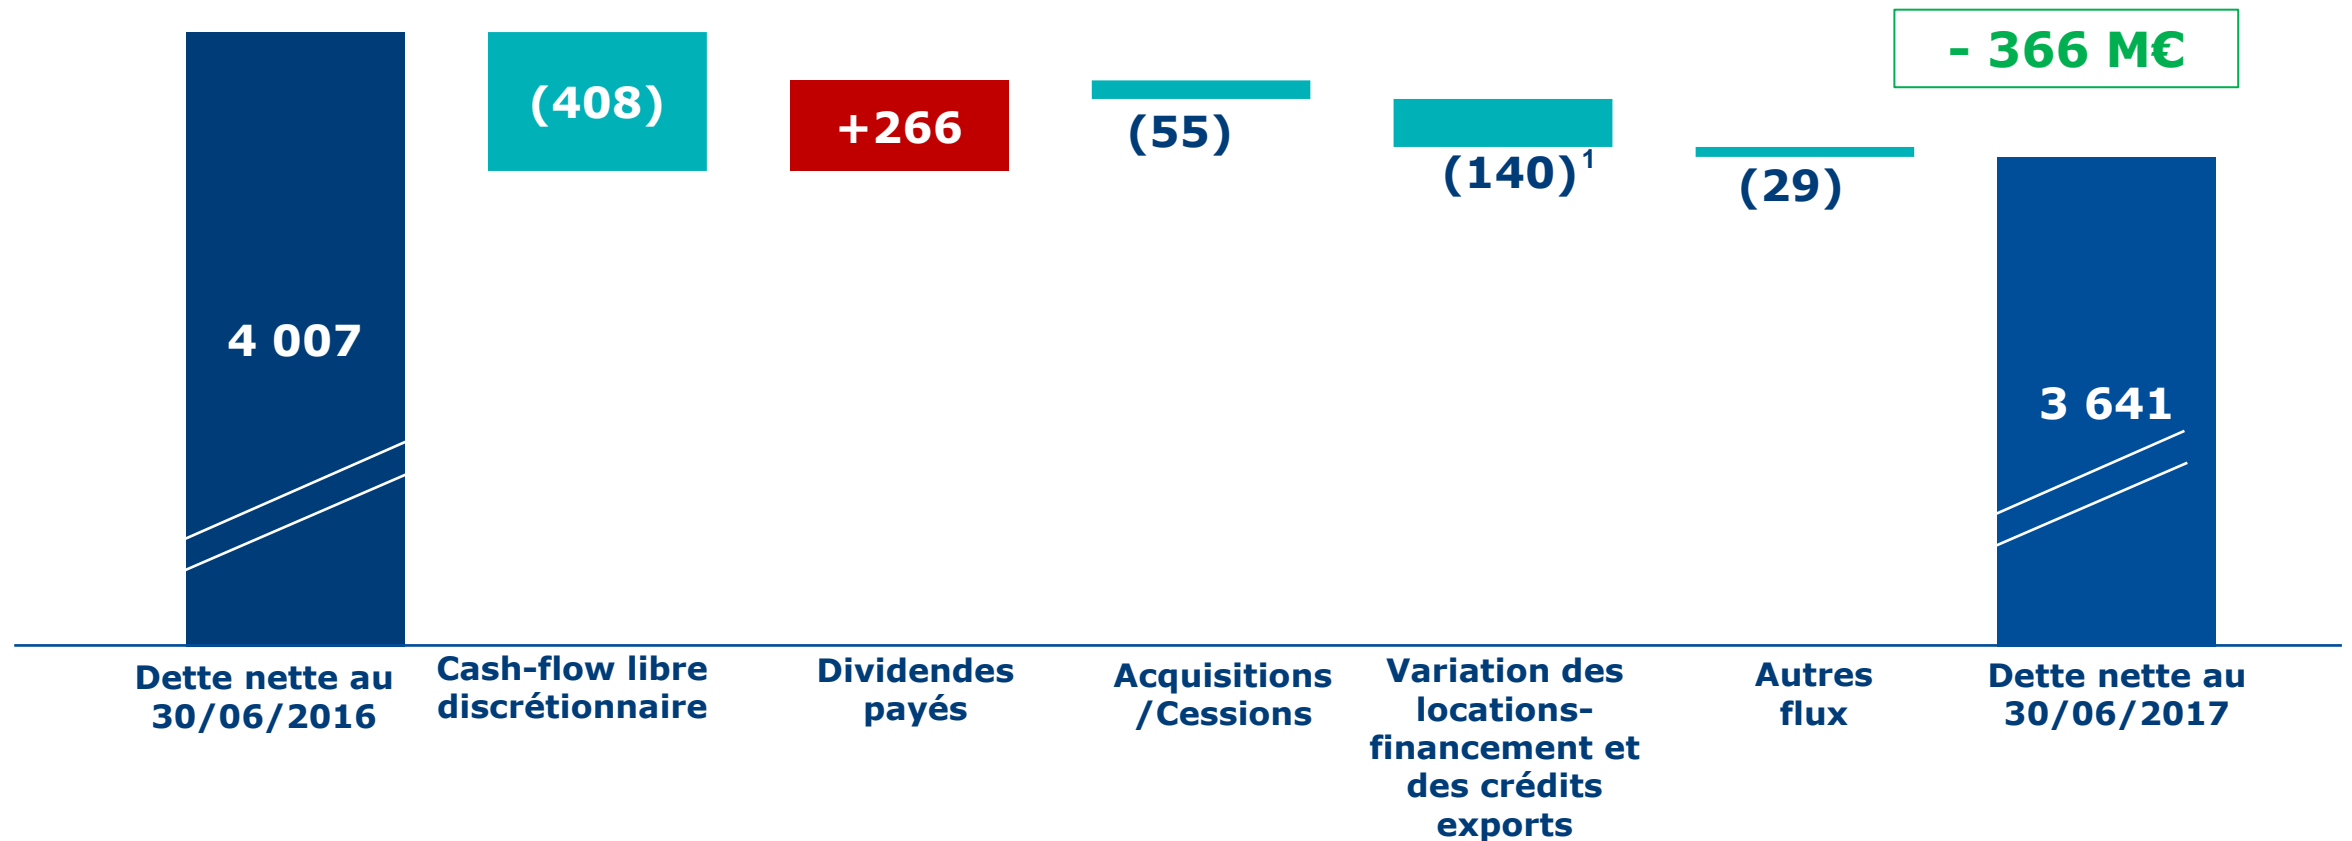 - 366 M€
(408)
+266
(55)
(140)¹
(29)
4 007
3 641
Dette nette au
30/06/2016
Cash-flow libre
discrétionnaire
Dividendes
payés
Acquisitions
/Cessions
Variation des
locations-
financement et
des crédits
exports
Autres
flux
Dette nette au
30/06/2017